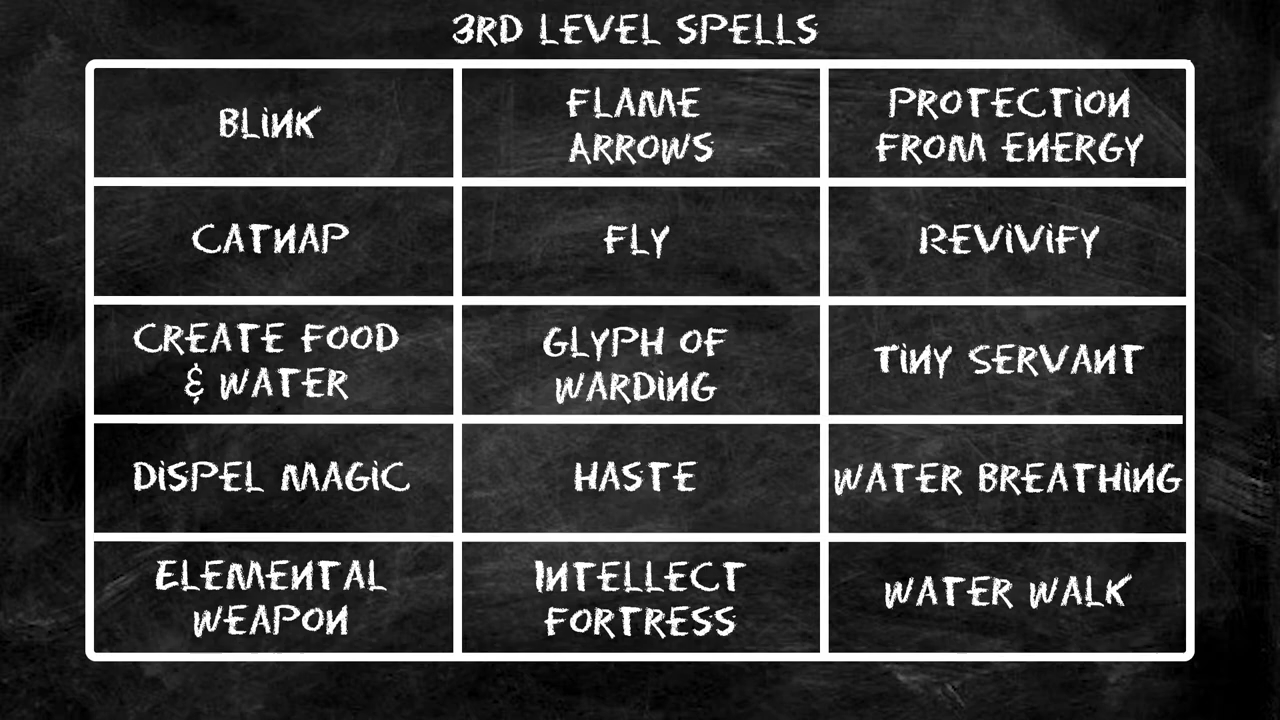 3RD LEVEL SPELLS
BLINK
FLAME
ARROWS
PROTECTION
FROM ENERGY
CATNAP
FLY
REVIVIFY
CREATE FOOD
& WATER
GLYPH OF
WARDING
TINY SERVANT
DISPEL MAGIC
HASTE
WATER BREATHING
ELEMENTAL
WEAPON
INTELLECT
FORTRESS
WATER WALK